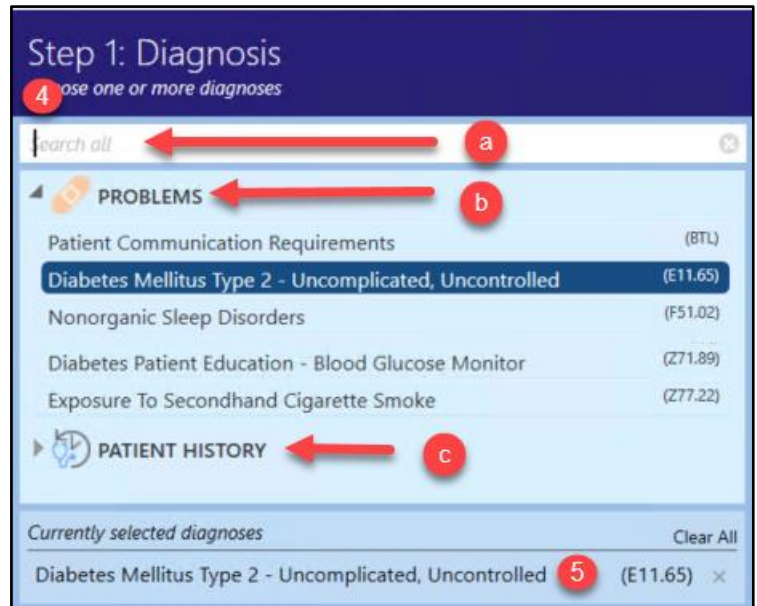 Step 1: Diagnosis
4 ose one or more diagnoses
Search all a
PROBLEMS b
Patient Communication Requirements (BTL)
Diabetes Mellitus Type 2 - Uncomplicated, Uncontrolled (E11.65)
Nonorganic Sleep Disorders (F51.02)
Diabetes Patient Education - Blood Glucose Monitor (Z71.89)
Exposure To Secondhand Cigarette Smoke (Z77.22)
PATIENT HISTORY c
Currently selected diagnoses Clear All
Diabetes Mellitus Type 2 - Uncomplicated, Uncontrolled 5 (E11.65) ×